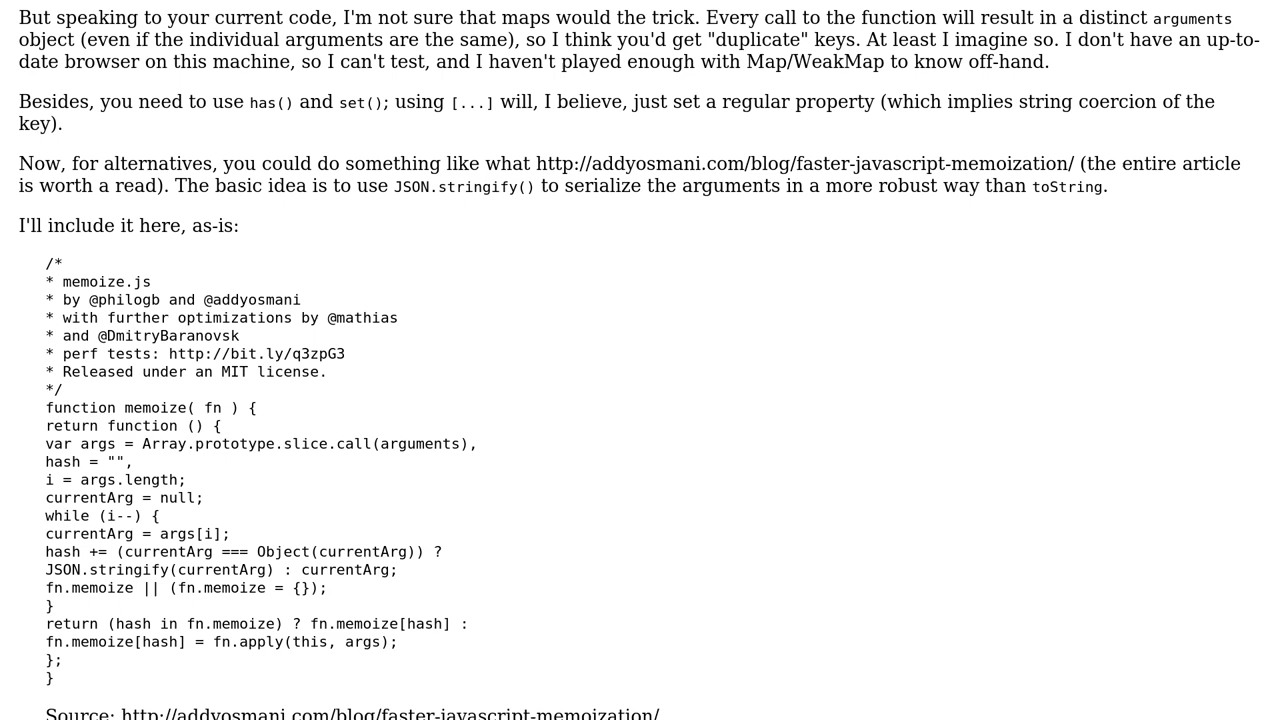 But speaking to your current code, I'm not sure that maps would the trick. Every call to the function will result in a distinct arguments
object (even if the individual arguments are the same), so I think you'd get "duplicate" keys. At least I imagine so. I don't have an up-to-
date browser on this machine, so I can't test, and I haven't played enough with Map/WeakMap to know off-hand.
Besides, you need to use has() and set(); using [...] will, I believe, just set a regular property (which implies string coercion of the
key).
Now, for alternatives, you could do something like what http://addyosmani.com/blog/faster-javascript-memoization/ (the entire article
is worth a read). The basic idea is to use JSON.stringify() to serialize the arguments in a more robust way than toString.
I'll include it here, as-is:
/*
* memoize.js
* by @philogb and @addyosmani
* with further optimizations by @mathias
* and @DmitryBaranovsk
* perf tests: http://bit.ly/q3zpG3
* Released under an MIT license.
*/
function memoize( fn ) {
return function () {
var args = Array.prototype.slice.call(arguments),
hash = "",
i = args.length;
currentArg = null;
while (i--) {
currentArg = args[i];
hash += (currentArg === Object(currentArg)) ?
JSON.stringify(currentArg) : currentArg;
fn.memoize || (fn.memoize = {});
}
return (hash in fn.memoize) ? fn.memoize[hash] :
fn.memoize[hash] = fn.apply(this, args);
};
}
Source: http://addyosmani.com/blog/faster-javascript-memoization/